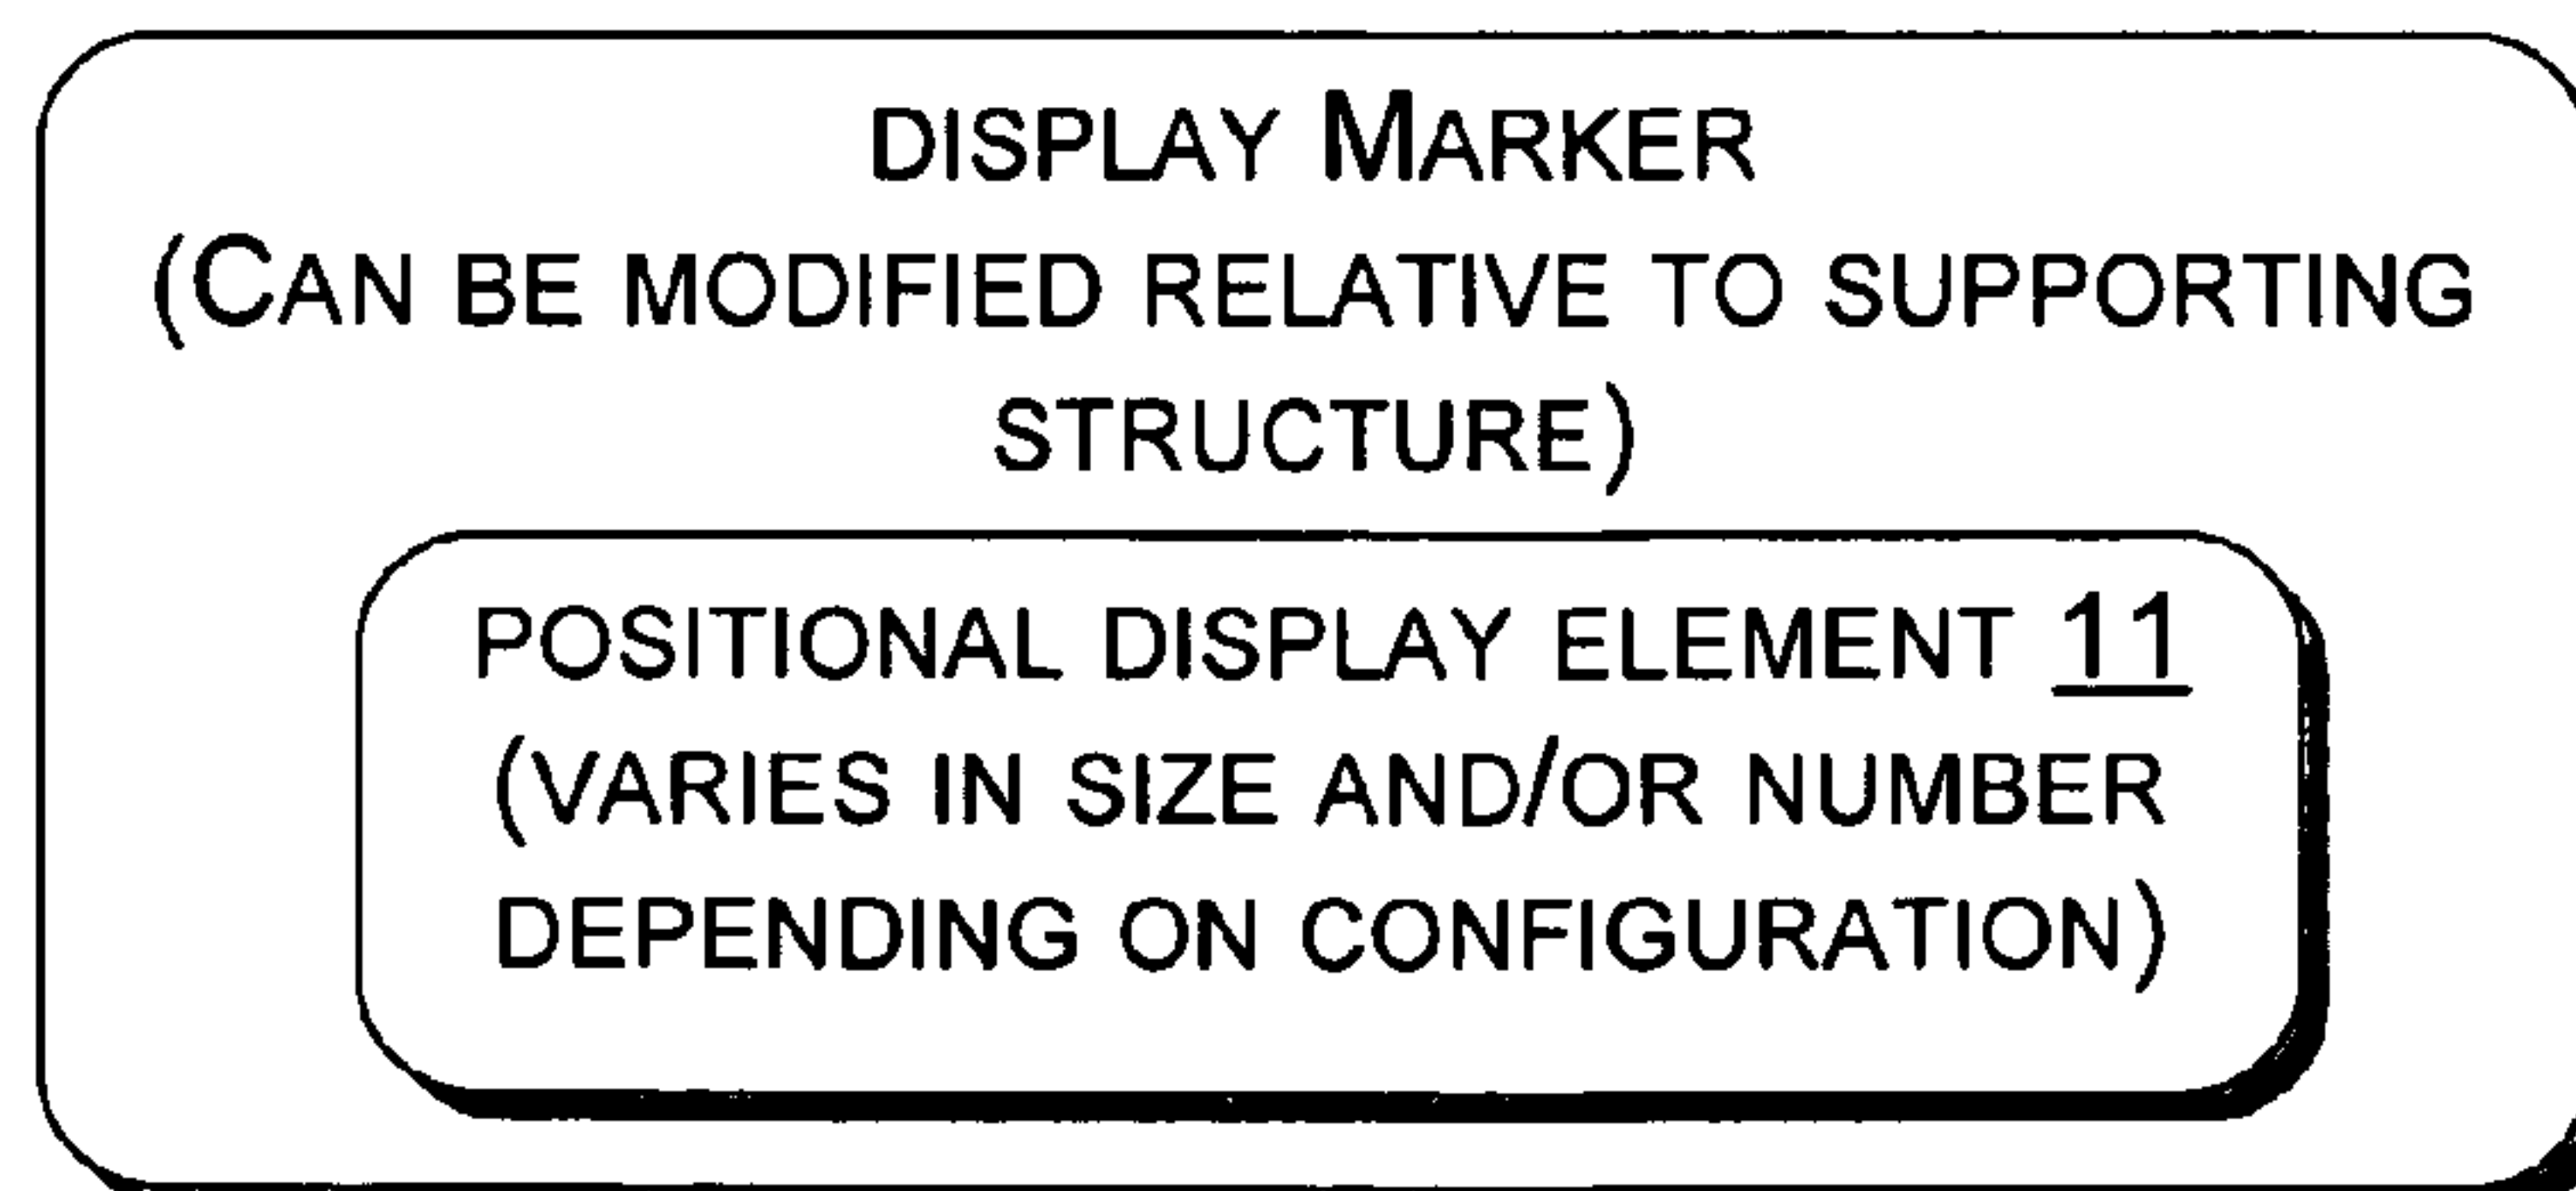 DISPLAY MARKER
(CAN BE MODIFIED RELATIVE TO SUPPORTING
STRUCTURE)
POSITIONAL DISPLAY ELEMENT 11
(VARIES IN SIZE AND/OR NUMBER
DEPENDING ON CONFIGURATION)